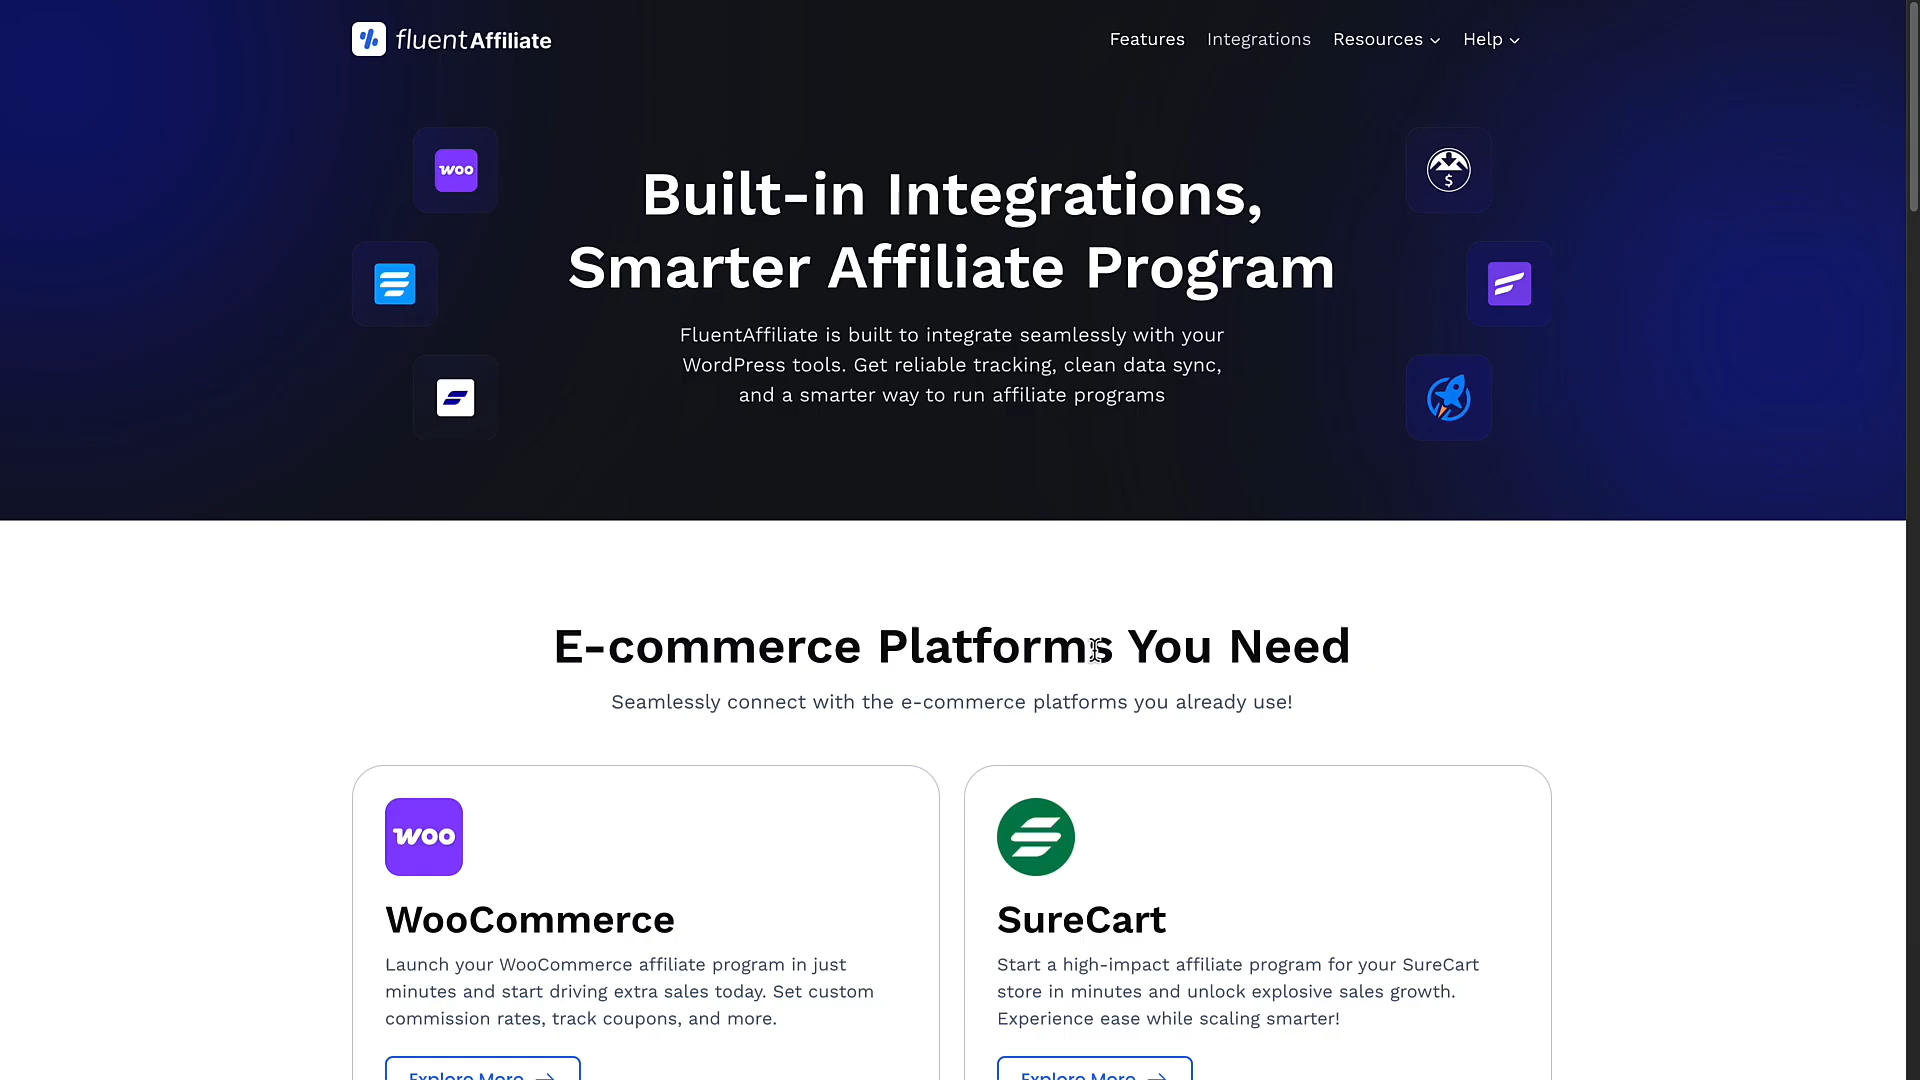 fluentAffiliate
Features Integrations Resources Help
woo
$
Built-in Integrations,
Smarter Affiliate Program
FluentAffiliate is built to integrate seamlessly with your
WordPress tools. Get reliable tracking, clean data sync,
and a smarter way to run affiliate programs
E-commerce Platforms You Need
Seamlessly connect with the e-commerce platforms you already use!
woo
WooCommerce
Launch your WooCommerce affiliate program in just
minutes and start driving extra sales today. Set custom
commission rates, track coupons, and more.
Explore More
SureCart
Start a high-impact affiliate program for your SureCart
store in minutes and unlock explosive sales growth.
Experience ease while scaling smarter!
Explore More